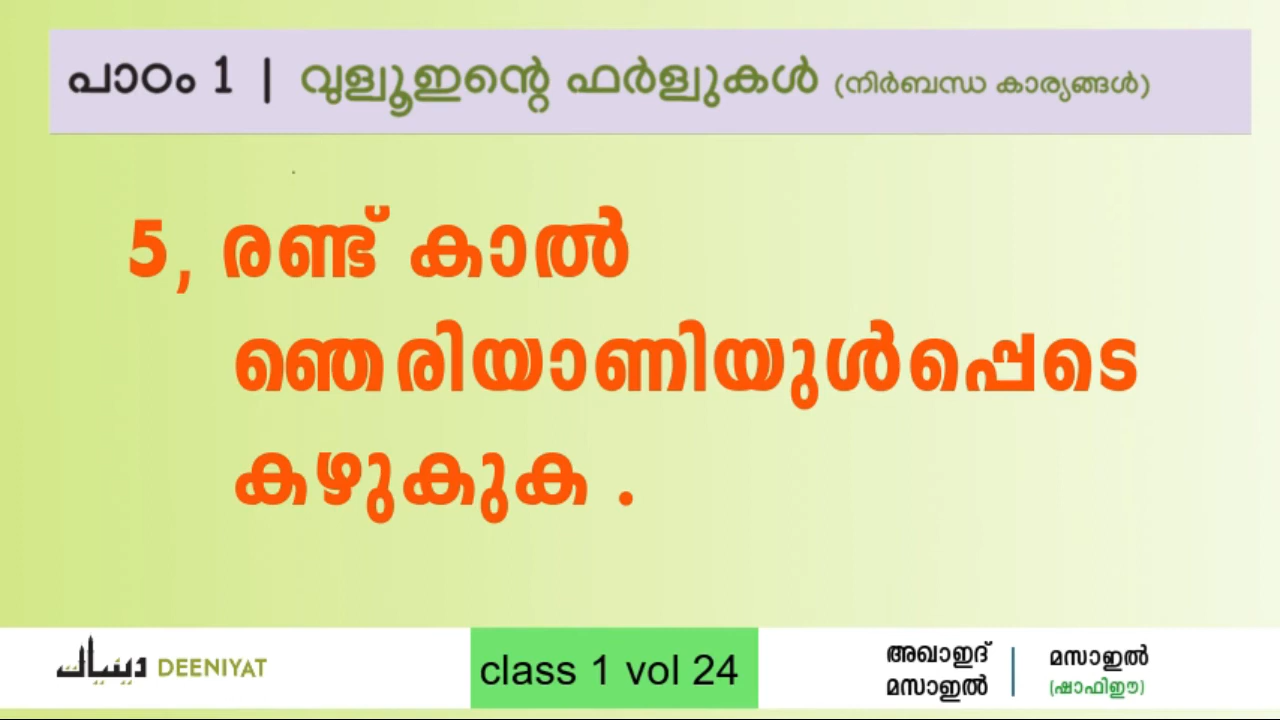 പാഠം 1 | വുളൂഇന്റെ ഫർള്വുകൾ (നിർബന്ധ കാര്യങ്ങൾ)
5, രണ്ട് കാൽ
ഞെരിയാണിയുൾപ്പെടെ
കഴുകുക .
دینیات DEENIYAT
class 1 vol 24
അഖാഇദ്
മസാഇൽ
മസാഇൽ
(ഷാഫിഈ)